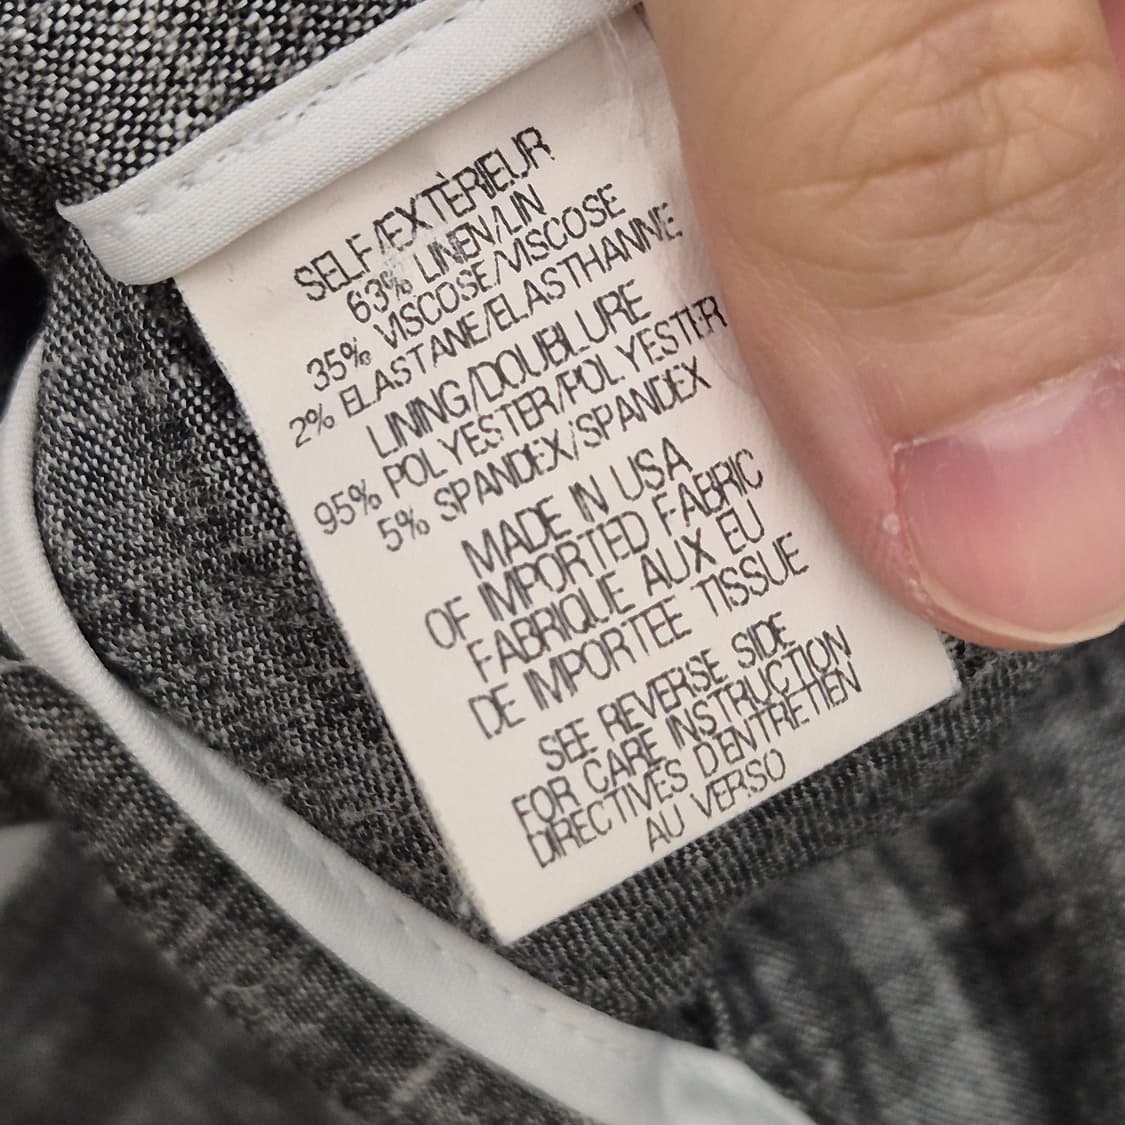 SELF/EXTÈRIEUR
63% LINEN/LIN
35% VISCOSE/VISCOSE
2% ELASTANE/ELASTHANNE
LINING/DOUBLURE
95% POLYESTER/POLYESTER
5% SPANDEX/SPANDEX
MADE IN USA
OF IMPORTED FABRIC
FABRIQUE AUX EU
DE IMPORTEE TISSUE
SEE REVERSE SIDE
FOR CARE INSTRUCTION
DIRECTIVES D'ENTRETIEN
AU VERSO